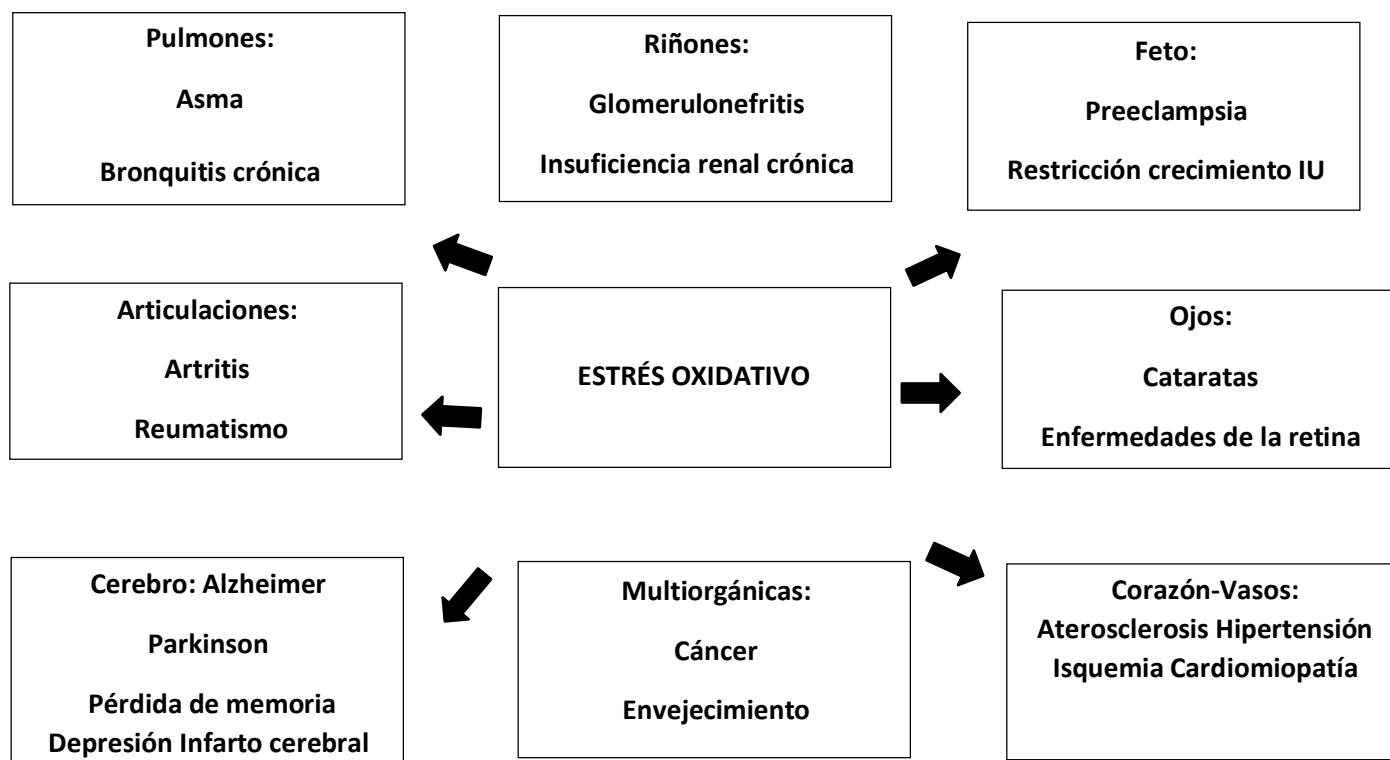 Pulmones:
Asma
Bronquitis crónica
Riñones:
Glomerulonefritis
Insuficiencia renal crónica
Feto:
Preeclampsia
Restricción crecimiento IU
Articulaciones:
Artritis
Reumatismo
ESTRÉS OXIDATIVO
Ojos:
Cataratas
Enfermedades de la retina
Cerebro: Alzheimer
Parkinson
Pérdida de memoria
Depresión Infarto cerebral
Multiorgánicas:
Cáncer
Envejecimiento
Corazón-Vasos:
Aterosclerosis Hipertensión
Isquemia Cardiomiopatía